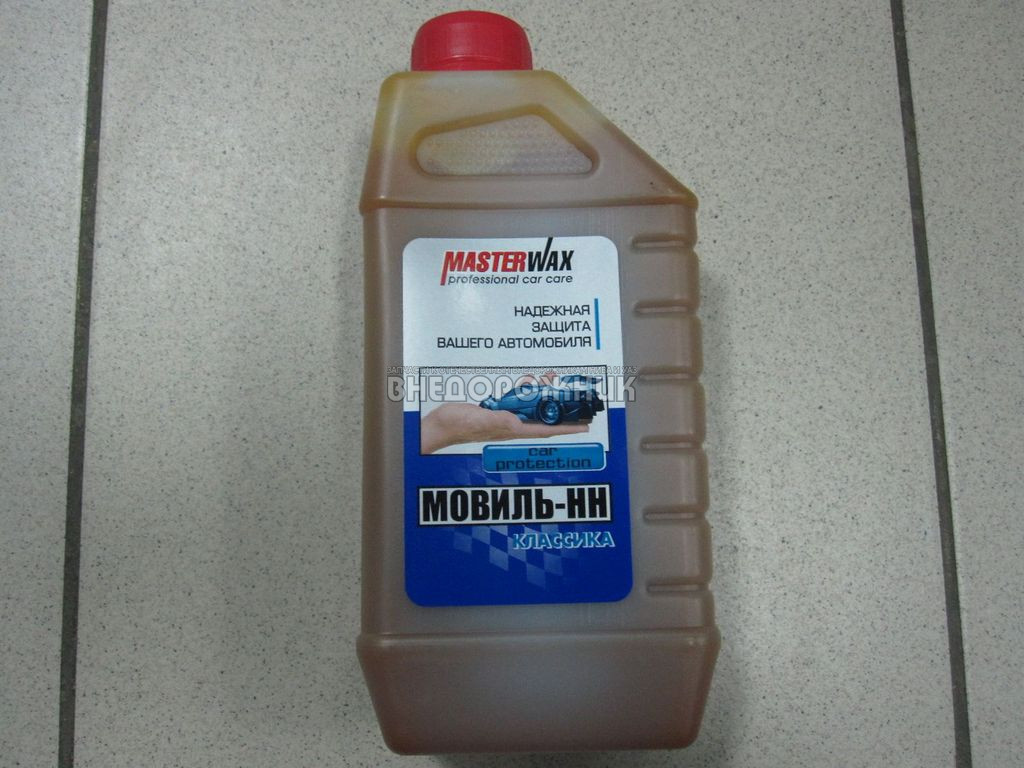 MASTERWAX
professional car care
НАДЕЖНАЯ
ЗАЩИТА
ВАШЕГО АВТОМОБИЛЯ
ВНЕДОРОЖНИК
car
protection
МОВИЛЬ-НН
КЛАССИКА